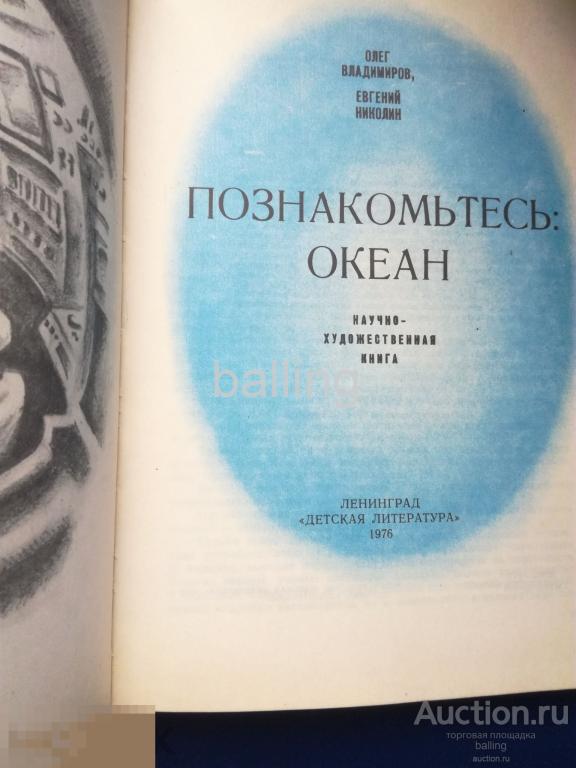 ОЛЕГ
ВЛАДИМИРОВ,
ЕВГЕНИЙ
НИКОЛИН
ПОЗНАКОМЬТЕСЬ:
ОКЕАН
НАУЧНО-
ХУДОЖЕСТВЕННАЯ
КНИГА
balling
ЛЕНИНГРАД
«ДЕТСКАЯ ЛИТЕРАТУРА»
1976
Auction.ru
торговая площадка
balling
auction.ru